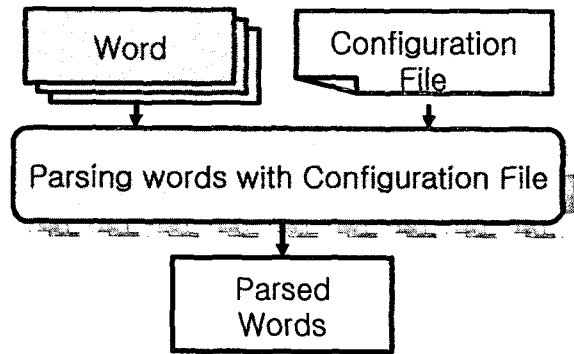 Word
Configuration
File
Parsing words with Configuration File
Parsed
Words